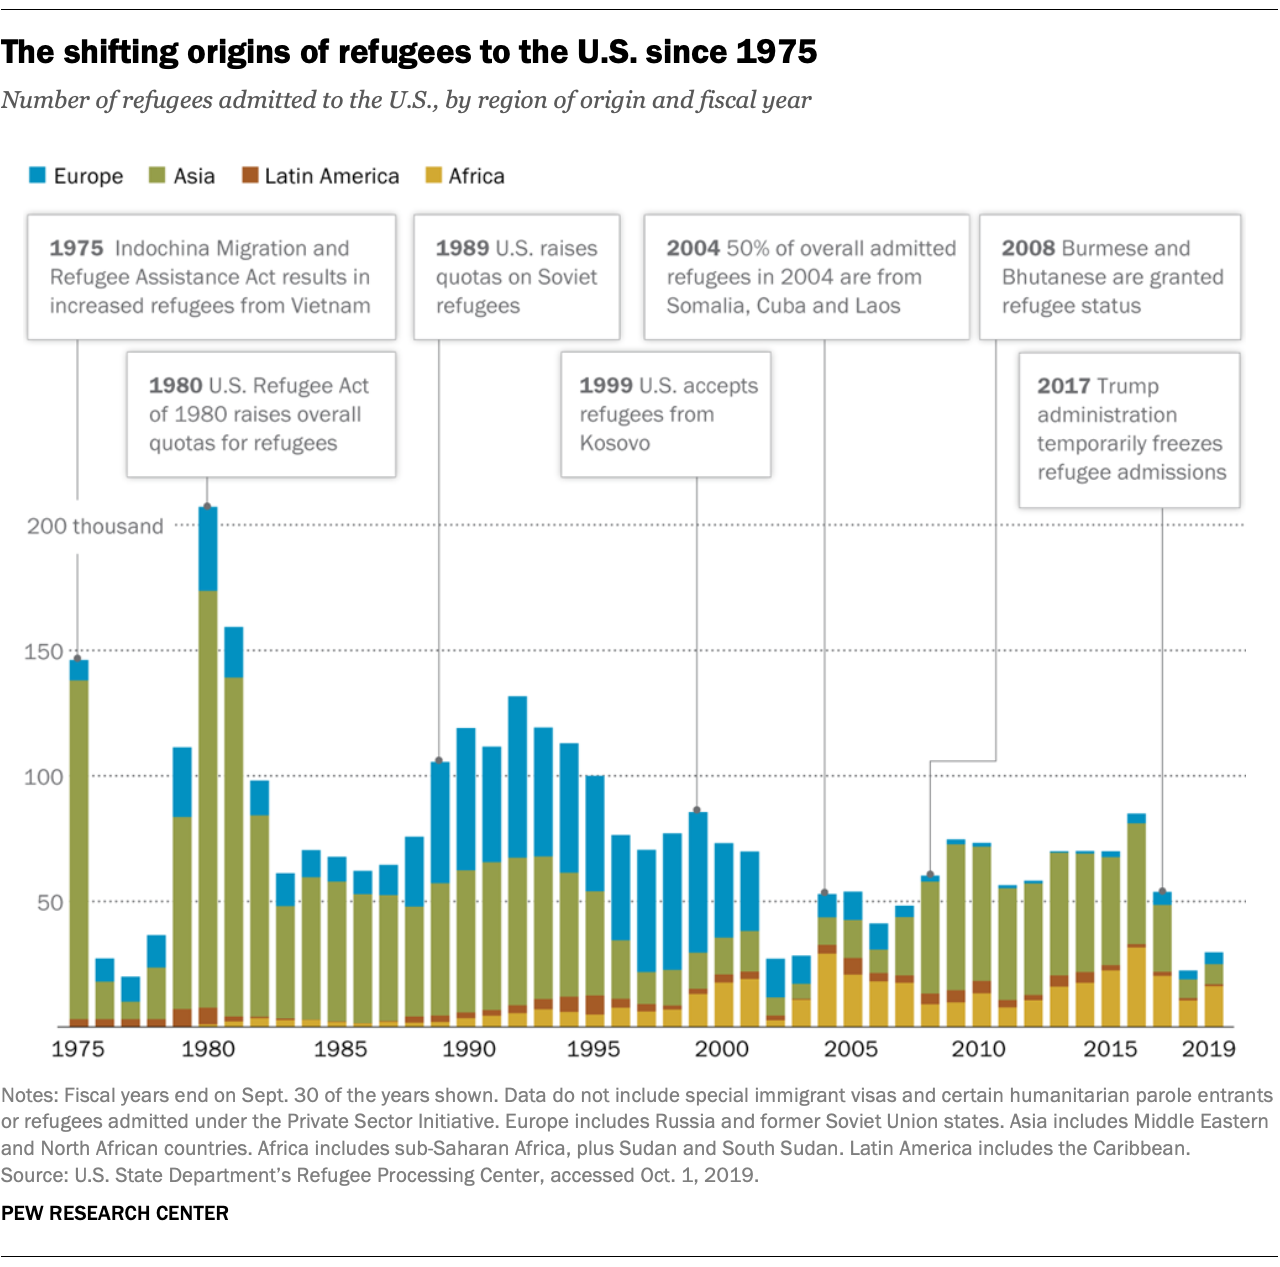 The shifting origins of refugees to the U.S. since 1975
Number of refugees admitted to the U.S., by region of origin and fiscal year
Europe Asia Latin America Africa
1975 Indochina Migration and
Refugee Assistance Act results in
increased refugees from Vietnam
1989 U.S. raises
quotas on Soviet
refugees
2004 50% of overall admitted
refugees in 2004 are from
Somalia, Cuba and Laos
2008 Burmese and
Bhutanese are granted
refugee status
1980 U.S. Refugee Act
of 1980 raises overall
quotas for refugees
1999 U.S. accepts
refugees from
Kosovo
2017 Trump
administration
temporarily freezes
refugee admissions
200 thousand
150
100
50
1975 1980 1985 1990 1995 2000 2005 2010 2015 2019
Notes: Fiscal years end on Sept. 30 of the years shown. Data do not include special immigrant visas and certain humanitarian parole entrants
or refugees admitted under the Private Sector Initiative. Europe includes Russia and former Soviet Union states. Asia includes Middle Eastern
and North African countries. Africa includes sub-Saharan Africa, plus Sudan and South Sudan. Latin America includes the Caribbean.
Source: U.S. State Department’s Refugee Processing Center, accessed Oct. 1, 2019.
PEW RESEARCH CENTER